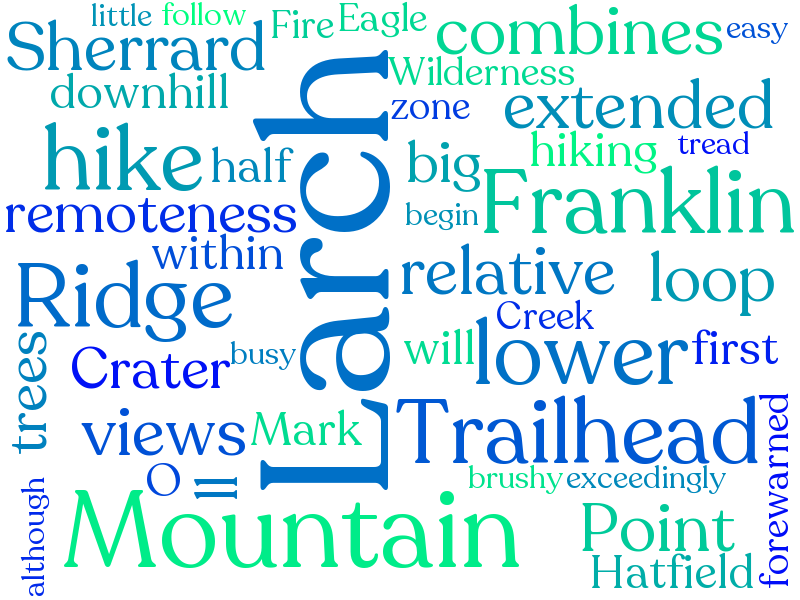 little follow Fire Eagle combines easy
Sherrard Wilderness
downhill zone extended
hike half big hiking tread
Larch
remoteness begin Franklin
within relative loop
Ridge Creek
trees Crater busy will lower first
views Mark Trailhead forewarned
O ll brushy exceedingly
although Mountain Point
Hatfield